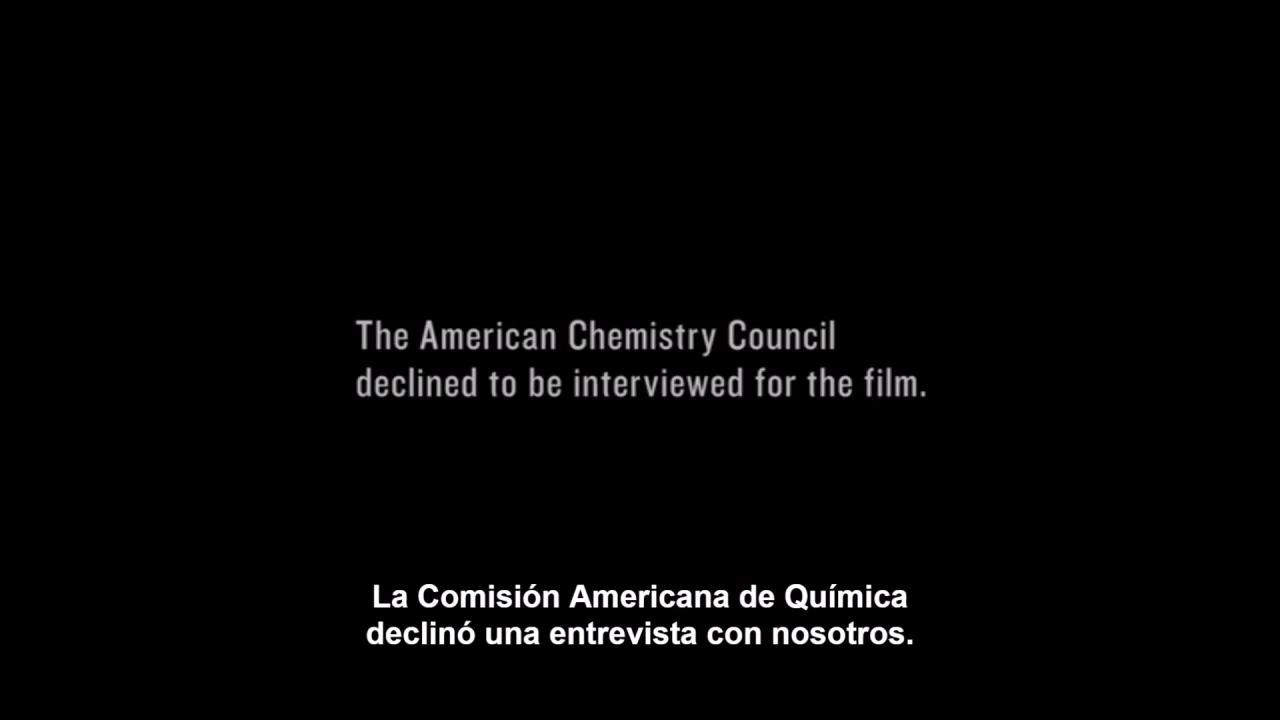 The American Chemistry Council
declined to be interviewed for the film.
La Comisión Americana de Química
declinó una entrevista con nosotros.